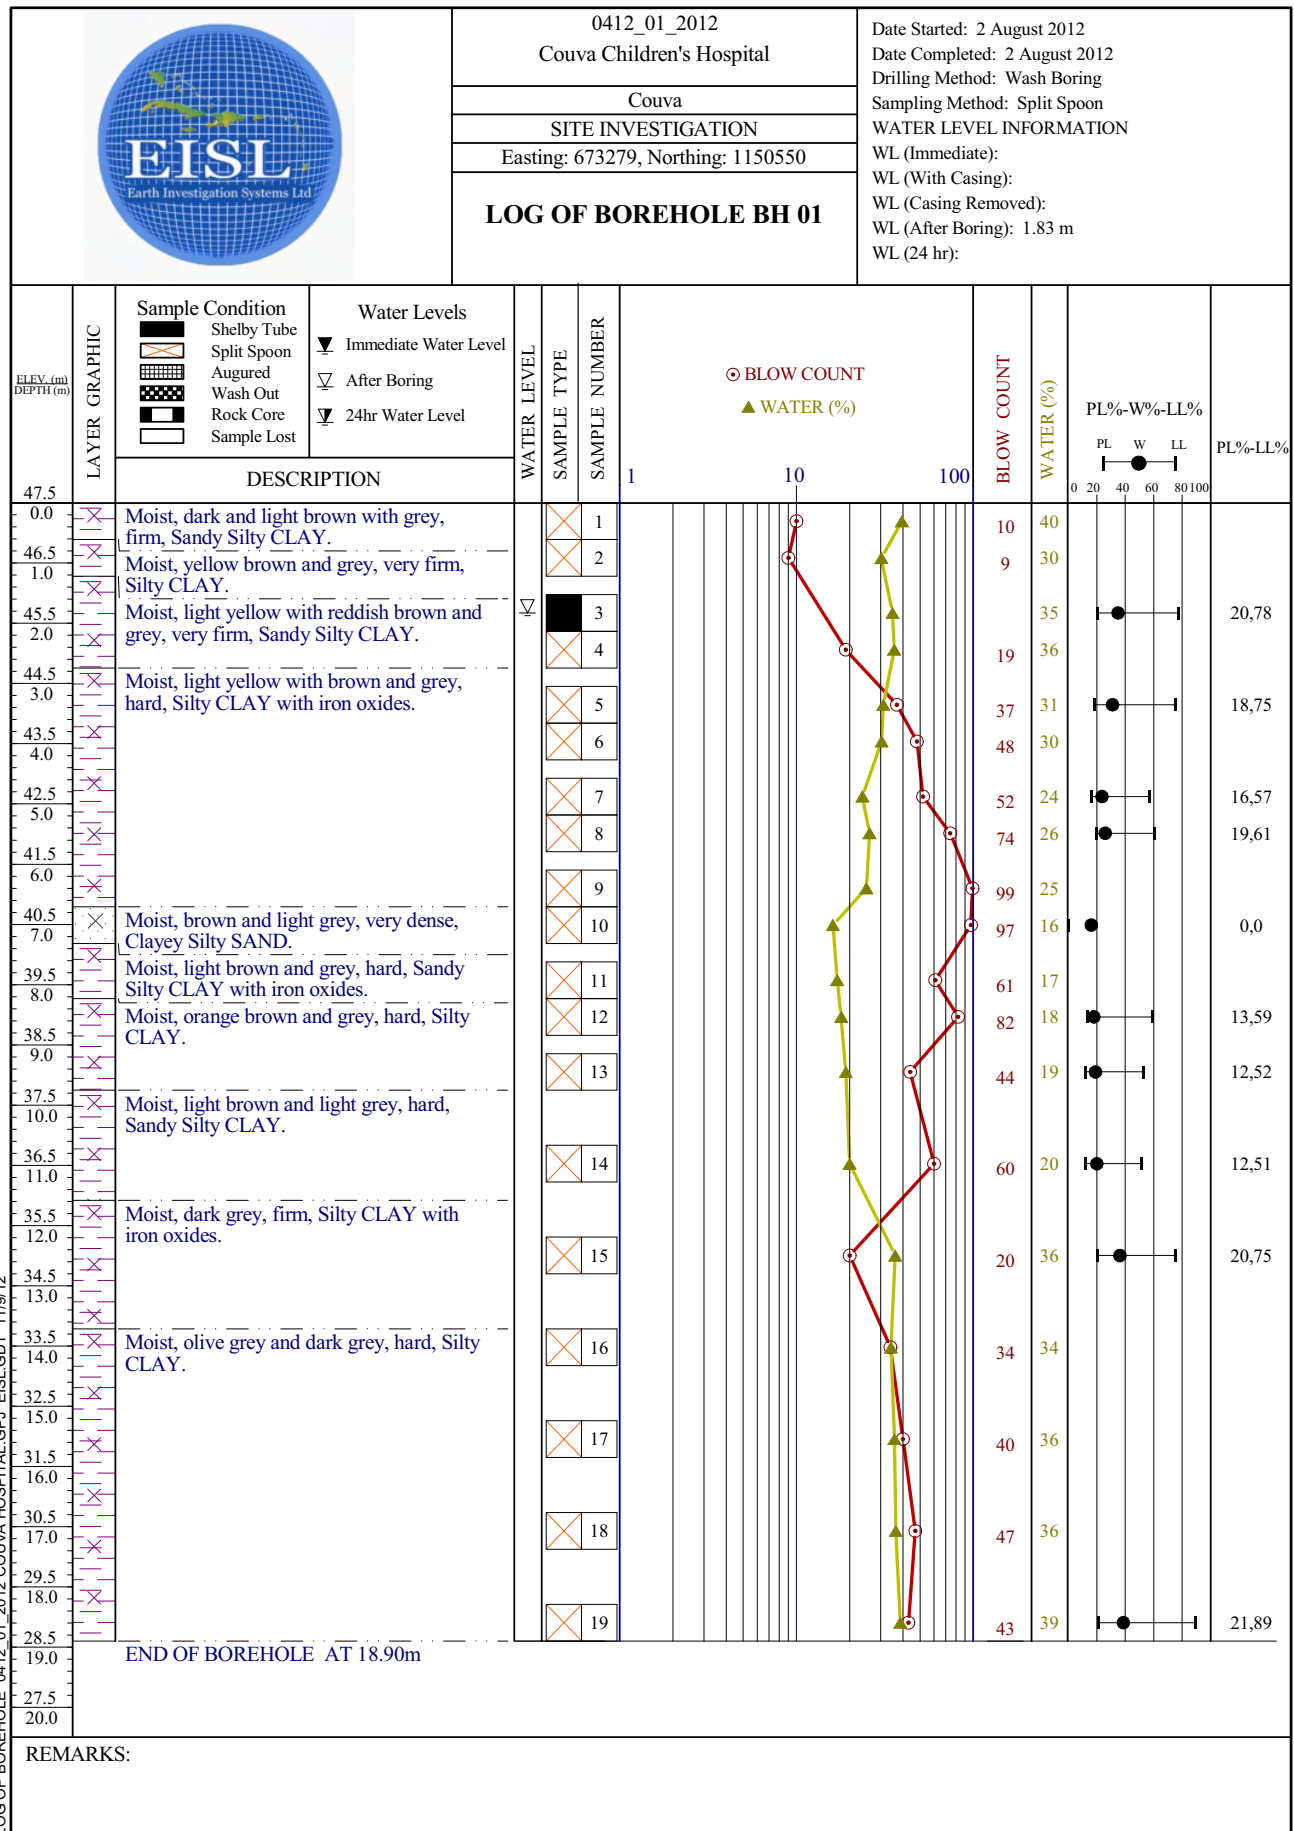 EISL
Earth Investigation Systems Ltd
0412_01_2012
Couva Children's Hospital
Couva
SITE INVESTIGATION
Easting: 673279, Northing: 1150550
LOG OF BOREHOLE BH 01
Date Started: 2 August 2012
Date Completed: 2 August 2012
Drilling Method: Wash Boring
Sampling Method: Split Spoon
WATER LEVEL INFORMATION
WL (Immediate):
WL (With Casing):
WL (Casing Removed):
WL (After Boring): 1.83 m
WL (24 hr):
ELEV. (m)
DEPTH (m)
LAYER GRAPHIC
Sample Condition
Shelby Tube
Split Spoon
Augured
Wash Out
Rock Core
Sample Lost
Water Levels
Immediate Water Level
After Boring
24hr Water Level
DESCRIPTION
WATER LEVEL
SAMPLE TYPE
SAMPLE NUMBER
BLOW COUNT
WATER (%)
1 10 100
BLOW COUNT
WATER (%)
PL%-W%-LL%
PL W LL
0 20 40 60 80 100
PL%-LL%
47.5
0.0
46.5
1.0
45.5
2.0
44.5
3.0
43.5
4.0
42.5
5.0
41.5
6.0
40.5
7.0
39.5
8.0
38.5
9.0
37.5
10.0
36.5
11.0
35.5
12.0
34.5
13.0
33.5
14.0
32.5
15.0
31.5
16.0
30.5
17.0
29.5
18.0
28.5
19.0
27.5
20.0
Moist, dark and light brown with grey,
firm, Sandy Silty CLAY.
Moist, yellow brown and grey, very firm,
Silty CLAY.
Moist, light yellow with reddish brown and
grey, very firm, Sandy Silty CLAY.
Moist, light yellow with brown and grey,
hard, Silty CLAY with iron oxides.
Moist, brown and light grey, very dense,
Clayey Silty SAND.
Moist, light brown and grey, hard, Sandy
Silty CLAY with iron oxides.
Moist, orange brown and grey, hard, Silty
CLAY.
Moist, light brown and light grey, hard,
Sandy Silty CLAY.
Moist, dark grey, firm, Silty CLAY with
iron oxides.
Moist, olive grey and dark grey, hard, Silty
CLAY.
END OF BOREHOLE AT 18.90m
1 10 40
2 9 30
3 35 20,78
4 19 36
5 37 31 18,75
6 48 30
7 52 24 16,57
8 74 26 19,61
9 99 25
10 97 16 0,0
11 61 17
12 82 18 13,59
13 44 19 12,52
14 60 20 12,51
15 20 36 20,75
16 34 34
17 40 36
18 47 36
19 43 39 21,89
REMARKS:
LOG OF BOREHOLE 0412_01_2012 COUVA HOSPITAL.GPJ EISL.GDT 11/9/12